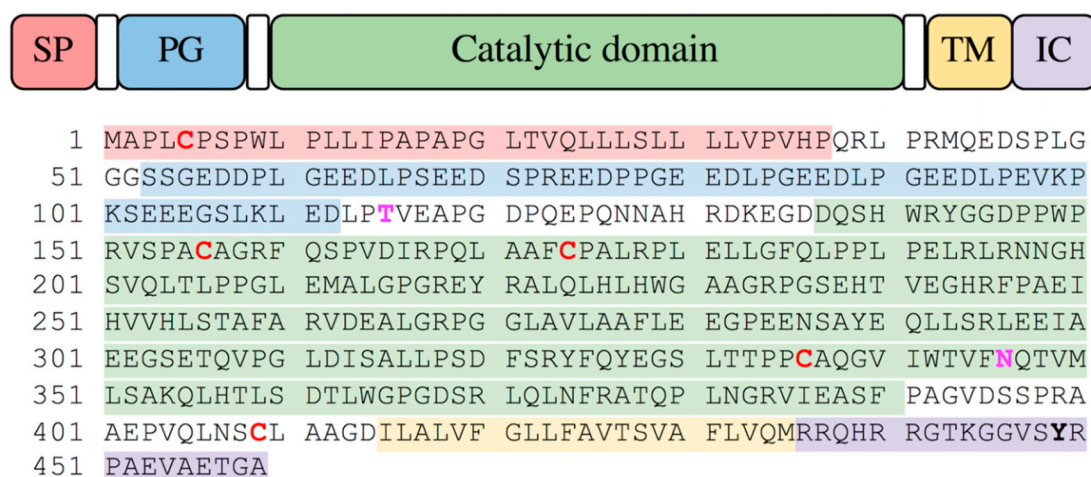 SP PG Catalytic domain TM IC
1 MAPLCPSPWL PLLIPAPAPG LTVQLLLSLL LLVPVHPQRL PRMQEDSPLG
51 GGSSGEDDPL GEEDLPSEED SPREEDPPGE EDLPGEEDLP GEEDLPEVKP
101 KSEEEGSLKL EDLPTVEAPG DPQEPQNNAH RDKEGDDQSH WRYGGDPPWP
151 RVSPACAGRF QSPVDIRPQL AAFCPALRPL ELLGFQLPPL PELRLRNNGH
201 SVQLTLPPGL EMALGPGREY RALQLHLHWG AAGRPGSEHT VEGHRFPAEI
251 HVVHLSTAFA RVDEALGRPG GLAVLAAFLE EGPEENSAYE QLLSRLEEIA
301 EEGSETQVPG LDISALLPSD FSRYFQYEGS LTTPPCAQGV IWTVFNQTVM
351 LSAKQLHTLS DTLWGPGDSR LQLNFRATQP LNGRVIEASF PAGVDSSPRA
401 AEPVQLNSCL AAGDILALVF GLLFAVTSVA FLVQMRRQHR RGTKGGVSYR
451 PAEVAETGA